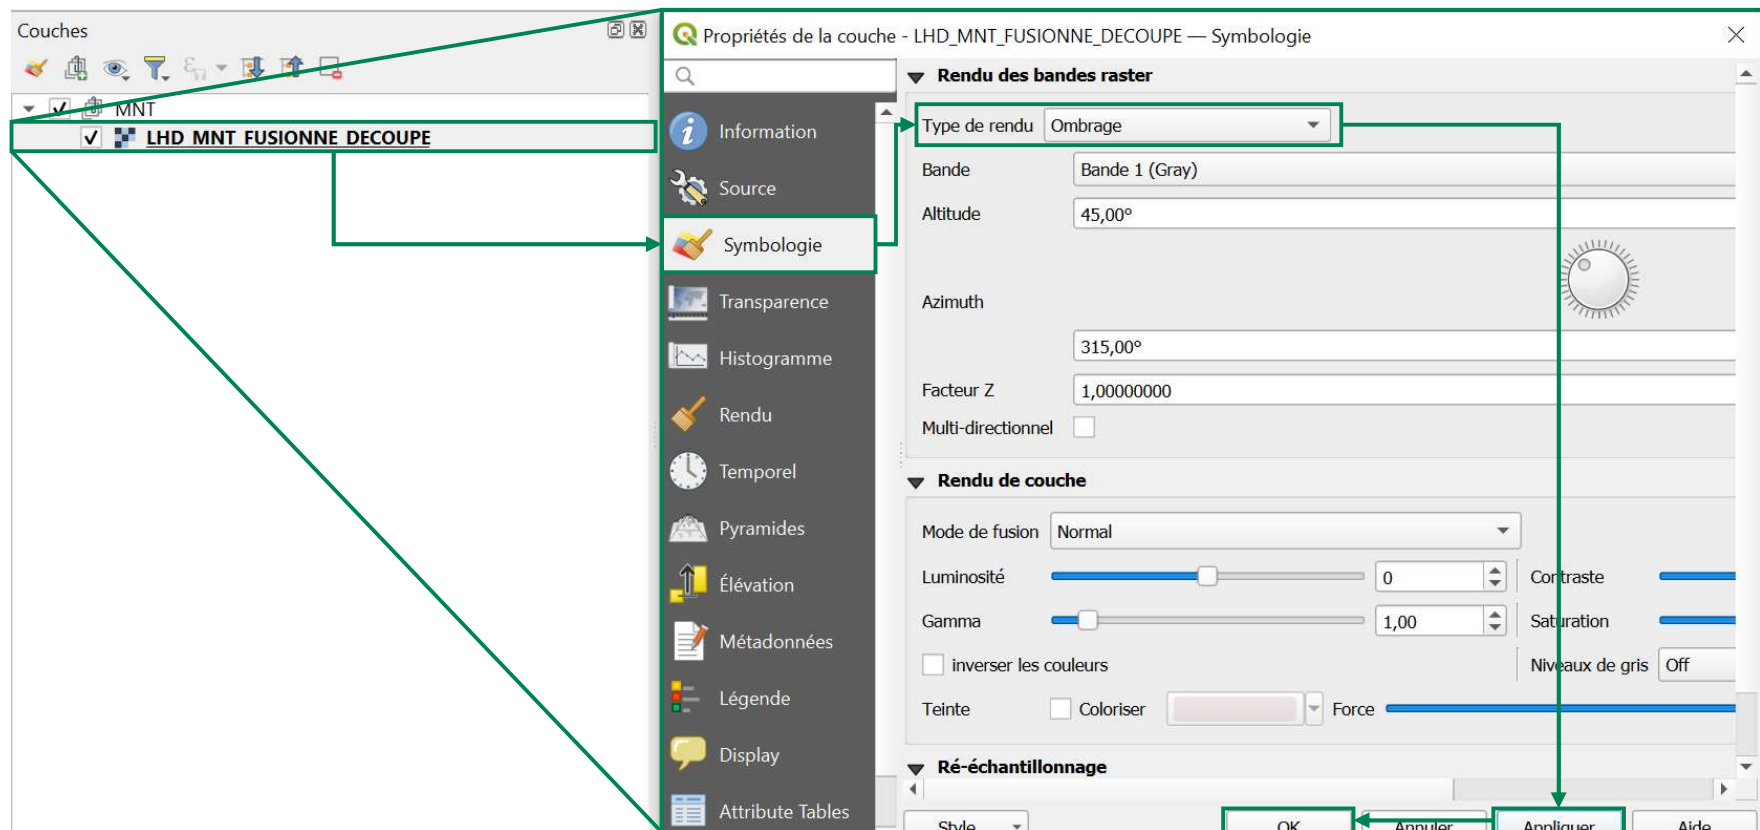 Couches
MNT
LHD_MNT_FUSIONNE_DECOUPE
Propriétés de la couche - LHD_MNT_FUSIONNE_DECOUPE — Symbologie
Information
Source
Symbologie
Transparence
Histogramme
Rendu
Temporel
Pyramides
Élévation
Métadonnées
Légende
Display
Attribute Tables
Rendu des bandes raster
Type de rendu Ombrage
Bande Bande 1 (Gray)
Altitude 45,00°
Azimuth
315,00°
Facteur Z 1,00000000
Multi-directionnel
Rendu de couche
Mode de fusion Normal
Luminosité 0 Contraste
Gamma 1,00 Saturation
inverser les couleurs Niveaux de gris Off
Teinte Coloriser Force
Ré-échantillonnage
Style OK Annuler Appliquer Aide